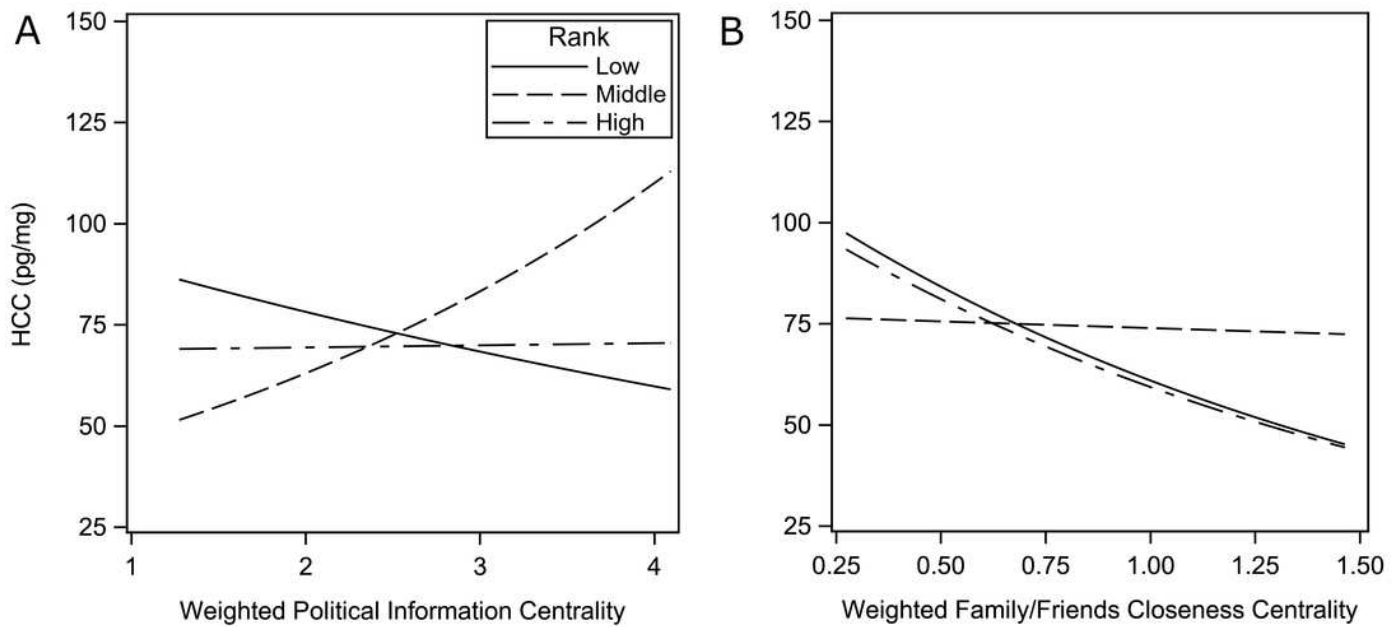 A
Rank
Low
Middle
High
150
125
100
75
50
25
HCC (pg/mg)
1 2 3 4
Weighted Political Information Centrality
B
150
125
100
75
50
25
0.25 0.50 0.75 1.00 1.25 1.50
Weighted Family/Friends Closeness Centrality